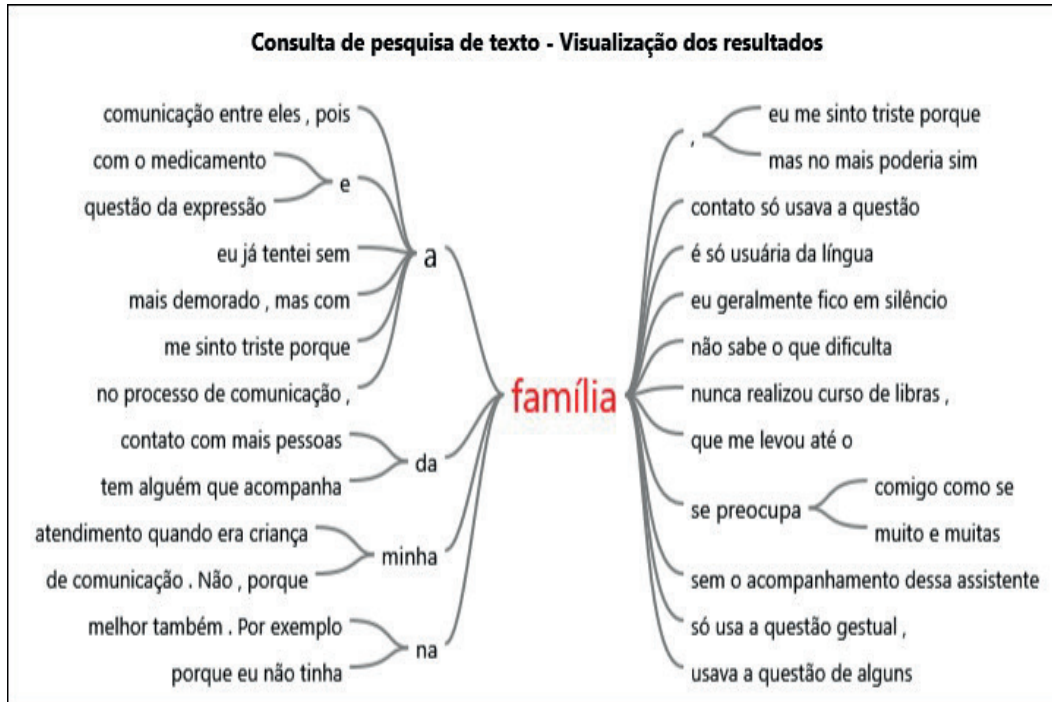 Consulta de pesquisa de texto - Visualização dos resultados
comunicação entre eles , pois
com o medicamento
questão da expressão
e
eu já tentei sem
mais demorado , mas com
me sinto triste porque
no processo de comunicação ,
a
contato com mais pessoas
tem alguém que acompanha
da
atendimento quando era criança
de comunicação . Não , porque
minha
melhor também . Por exemplo
porque eu não tinha
na
família
,
eu me sinto triste porque
mas no mais poderia sim
contato só usava a questão
é só usuária da língua
eu geralmente fico em silêncio
não sabe o que dificulta
nunca realizou curso de libras ,
que me levou até o
se preocupa
comigo como se
muito e muitas
sem o acompanhamento dessa assistente
só usa a questão gestual ,
usava a questão de alguns